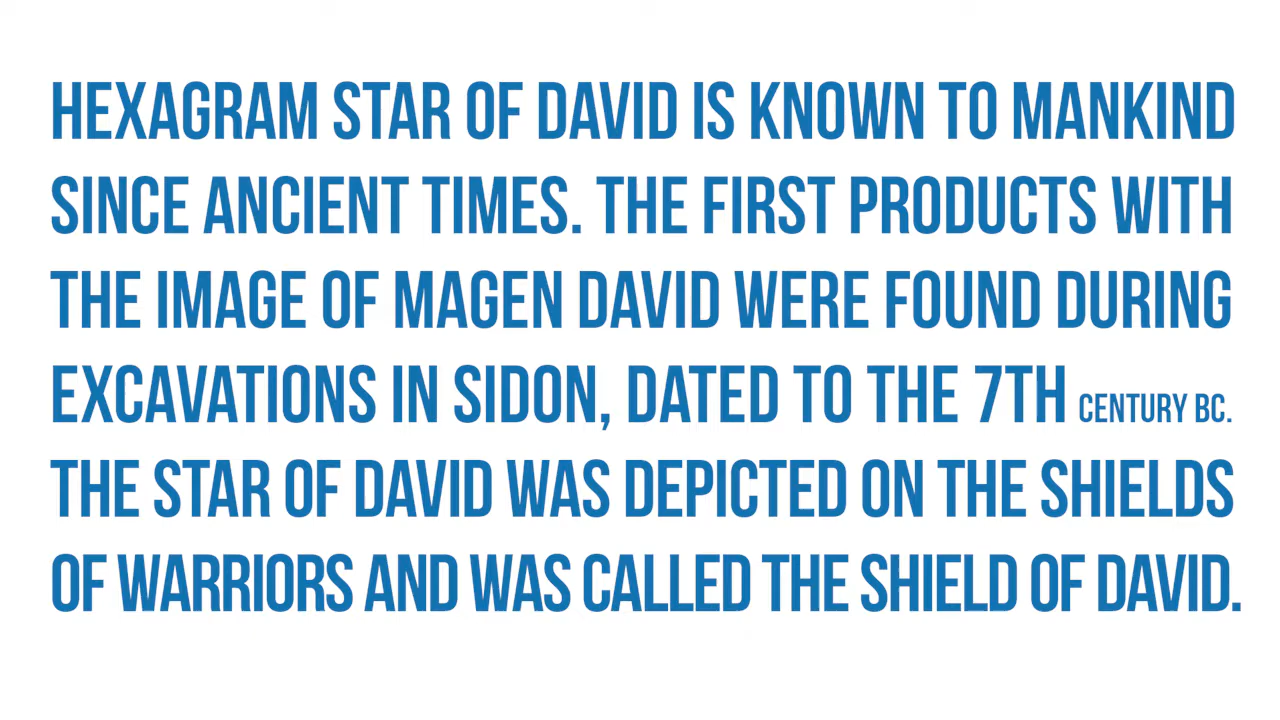 HEXAGRAM STAR OF DAVID IS KNOWN TO MANKIND
SINCE ANCIENT TIMES. THE FIRST PRODUCTS WITH
THE IMAGE OF MAGEN DAVID WERE FOUND DURING
EXCAVATIONS IN SIDON, DATED TO THE 7TH CENTURY BC.
THE STAR OF DAVID WAS DEPICTED ON THE SHIELDS
OF WARRIORS AND WAS CALLED THE SHIELD OF DAVID.